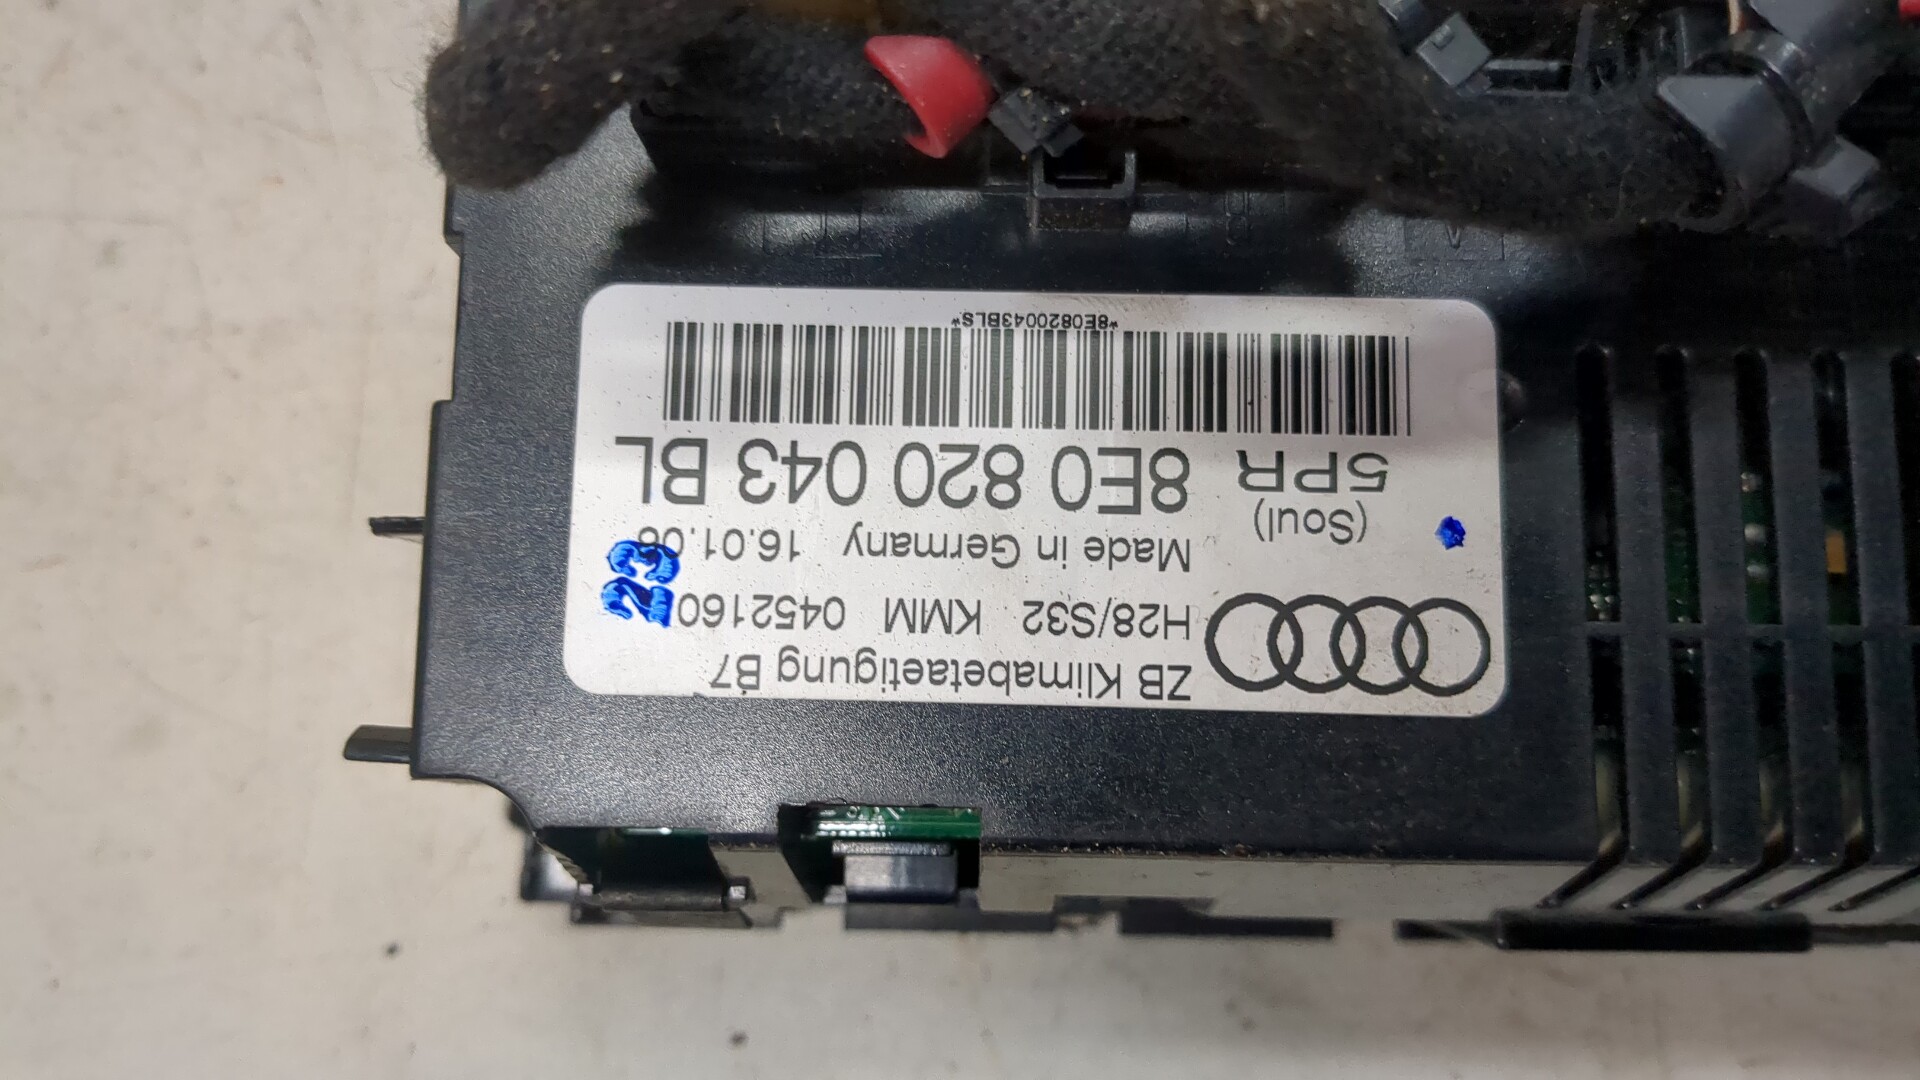 ZB Klimabetaetigung B7
H28/S32 KMM 0452160
23
Made in Germany 16.01.06
(Soul)
5PR 8E0 820 043 BL
*8E0820043BLS*